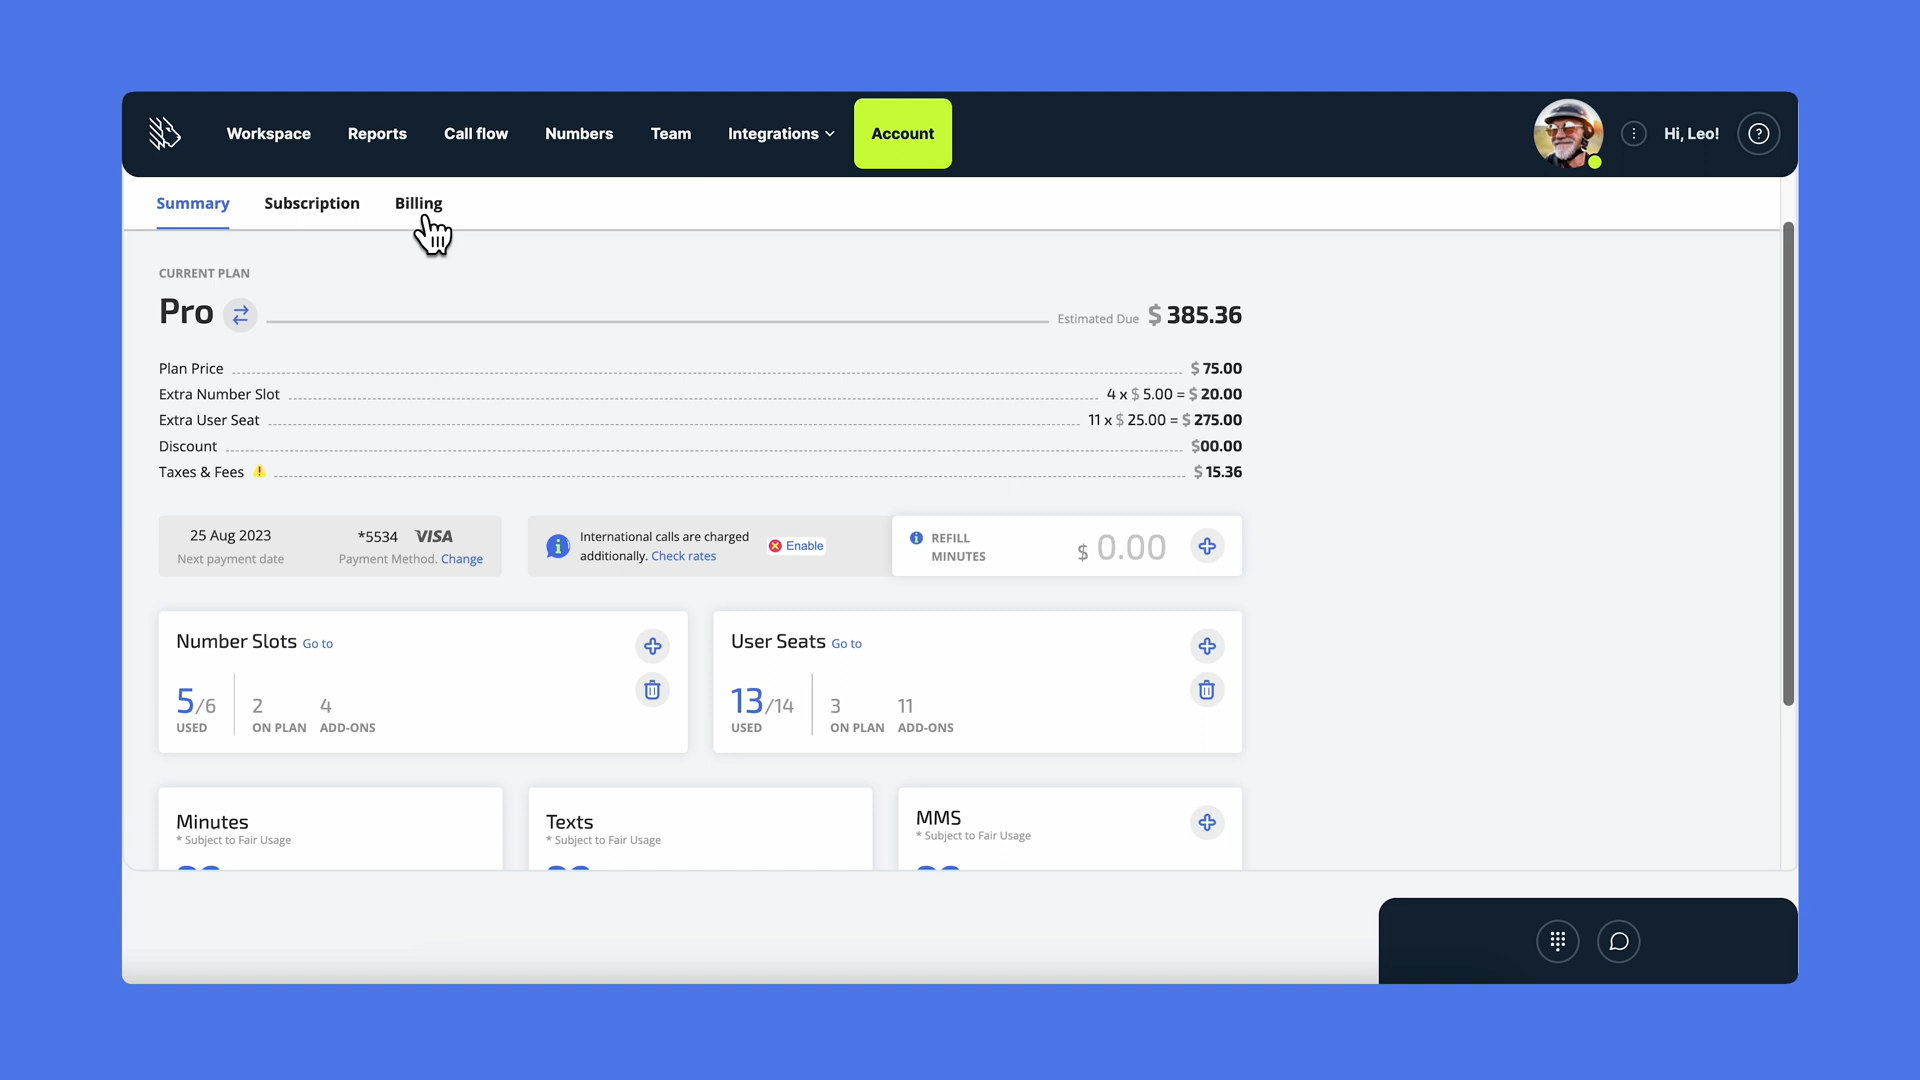 Workspace Reports Call flow Numbers Team Integrations Account Hi, Leo! ?
Summary Subscription Billing
CURRENT PLAN
Pro Estimated Due $ 385.36
Plan Price $ 75.00
Extra Number Slot 4 x $ 5.00 = $ 20.00
Extra User Seat 11 x $ 25.00 = $ 275.00
Discount $00.00
Taxes & Fees $ 15.36
25 Aug 2023 *5534 VISA
Next payment date Payment Method. Change
International calls are charged
additionally. Check rates
Enable
REFILL
MINUTES
$ 0.00
Number Slots Go to
5/6 2 4
USED ON PLAN ADD-ONS
User Seats Go to
13/14 3 11
USED ON PLAN ADD-ONS
Minutes
* Subject to Fair Usage
Texts
* Subject to Fair Usage
MMS
* Subject to Fair Usage